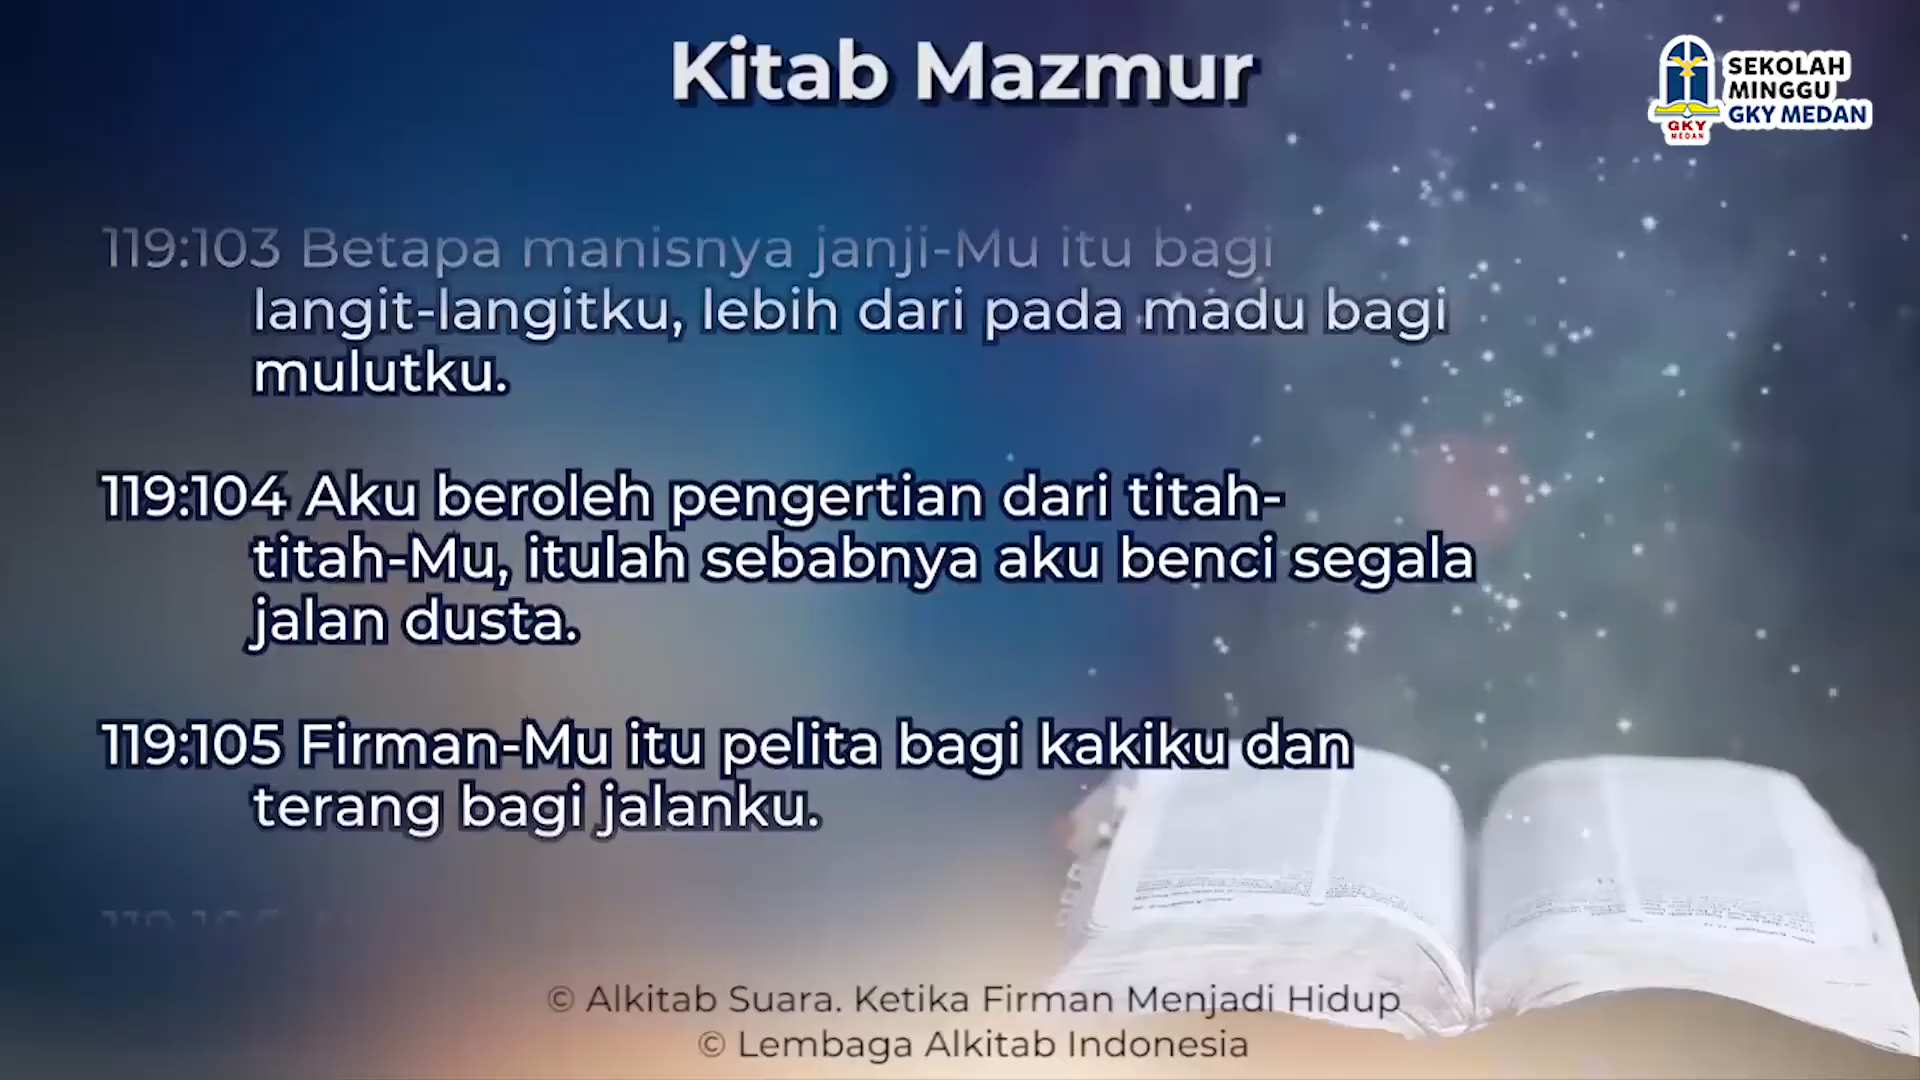 Kitab Mazmur
SEKOLAH
MINGGU
GKY MEDAN
GKY
MEDAN
119:103 Betapa manisnya janji-Mu itu bagi
langit-langitku, lebih dari pada madu bagi
mulutku.
119:104 Aku beroleh pengertian dari titah-
titah-Mu, itulah sebabnya aku benci segala
jalan dusta.
119:105 Firman-Mu itu pelita bagi kakiku dan
terang bagi jalanku.
© Alkitab Suara. Ketika Firman Menjadi Hidup
© Lembaga Alkitab Indonesia